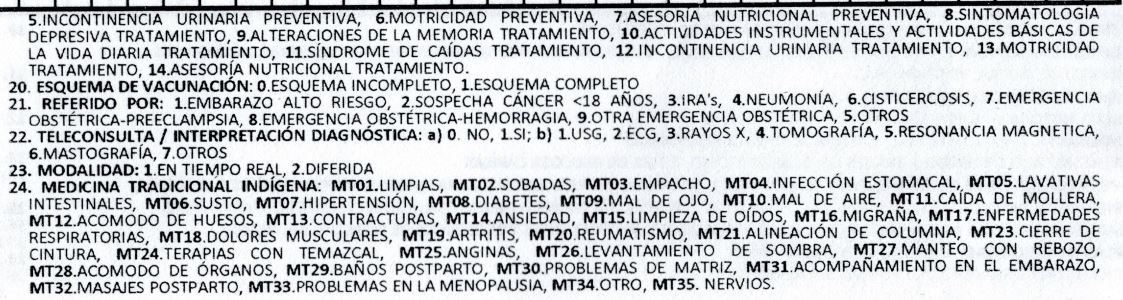 5.INCONTINENCIA URINARIA PREVENTIVA, 6.MOTRICIDAD PREVENTIVA, 7.ASESORÍA NUTRICIONAL PREVENTIVA, 8.SINTOMATOLOGÍA
DEPRESIVA TRATAMIENTO, 9.ALTERACIONES DE LA MEMORIA TRATAMIENTO, 10.ACTIVIDADES INSTRUMENTALES Y ACTIVIDADES BÁSICAS DE
LA VIDA DIARIA TRATAMIENTO, 11.SÍNDROME DE CAÍDAS TRATAMIENTO, 12.INCONTINENCIA URINARIA TRATAMIENTO, 13.MOTRICIDAD
TRATAMIENTO, 14.ASESORÍA NUTRICIONAL TRATAMIENTO.
20. ESQUEMA DE VACUNACIÓN: 0.ESQUEMA INCOMPLETO, 1.ESQUEMA COMPLETO
21. REFERIDO POR: 1.EMBARAZO ALTO RIESGO, 2.SOSPECHA CÁNCER <18 AÑOS, 3.IRA's, 4.NEUMONÍA, 6.CISTICERCOSIS, 7.EMERGENCIA
OBSTÉTRICA-PREECLAMPSIA, 8.EMERGENCIA OBSTÉTRICA-HEMORRAGIA, 9.OTRA EMERGENCIA OBSTÉTRICA, 5.OTROS
22. TELECONSULTA / INTERPRETACIÓN DIAGNÓSTICA: a) 0. NO, 1.SI; b) 1.USG, 2.ECG, 3.RAYOS X, 4.TOMOGRAFÍA, 5.RESONANCIA MAGNETICA,
6.MASTOGRAFÍA, 7.OTROS
23. MODALIDAD: 1.EN TIEMPO REAL, 2.DIFERIDA
24. MEDICINA TRADICIONAL INDÍGENA: MT01.LIMPIAS, MT02.SOBADAS, MT03.EMPACHO, MT04.INFECCIÓN ESTOMACAL, MT05.LAVATIVAS
INTESTINALES, MT06.SUSTO, MT07.HIPERTENSIÓN, MT08.DIABETES, MT09.MAL DE OJO, MT10.MAL DE AIRE, MT11.CAÍDA DE MOLLERA,
MT12.ACOMODO DE HUESOS, MT13.CONTRACTURAS, MT14.ANSIEDAD, MT15.LIMPIEZA DE OÍDOS, MT16.MIGRAÑA, MT17.ENFERMEDADES
RESPIRATORIAS, MT18.DOLORES MUSCULARES, MT19.ARTRITIS, MT20.REUMATISMO, MT21.ALINEACIÓN DE COLUMNA, MT23.CIERRE DE
CINTURA, MT24.TERAPIAS CON TEMAZCAL, MT25.ANGINAS, MT26.LEVANTAMIENTO DE SOMBRA, MT27.MANTEO CON REBOZO,
MT28.ACOMODO DE ÓRGANOS, MT29.BAÑOS POSTPARTO, MT30.PROBLEMAS DE MATRIZ, MT31.ACOMPAÑAMIENTO EN EL EMBARAZO,
MT32.MASAJES POSTPARTO, MT33.PROBLEMAS EN LA MENOPAUSIA, MT34.OTRO, MT35. NERVIOS.